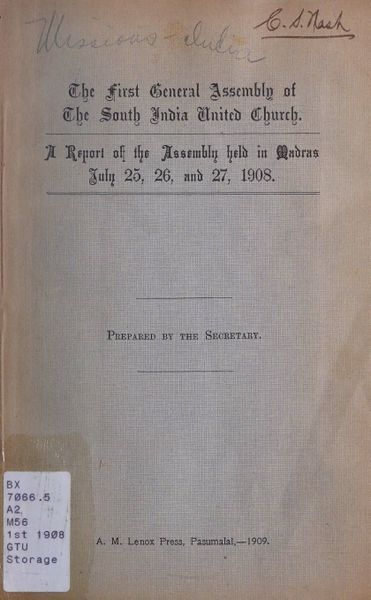 Missions - India
C. S. Nash
The First General Assembly of
The South India United Church.
A Report of the Assembly held in Madras
July 25, 26, and 27, 1908.
Prepared by the Secretary.
BX
7066.5
A2
M56
1st 1908
GTU
Storage
A. M. Lenox Press, Pasumalai,—1909.